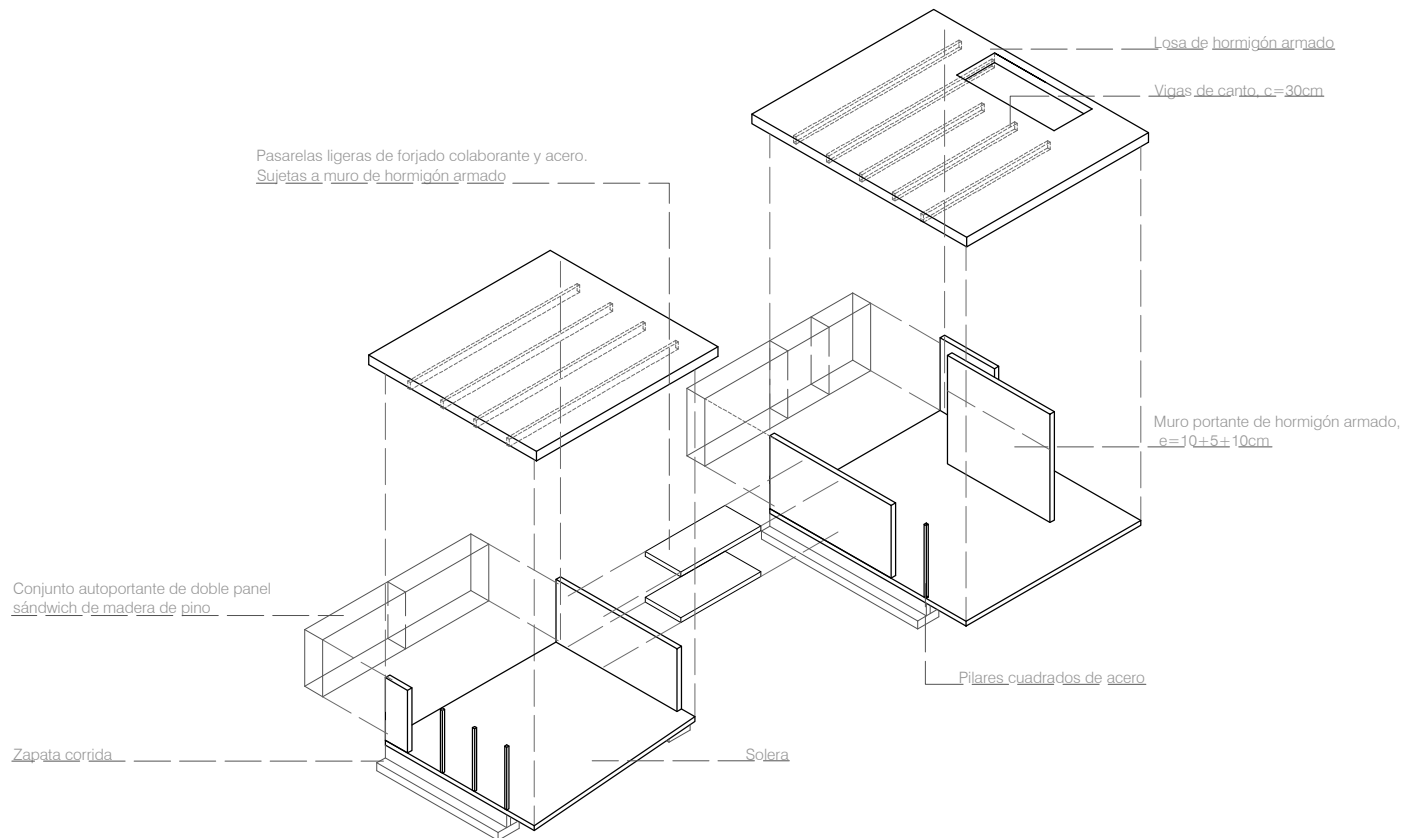 Losa de hormigón armado
Vigas de canto, c=30cm
Pasarelas ligeras de forjado colaborante y acero.
Sujetas a muro de hormigón armado
Muro portante de hormigón armado,
e=10+5+10cm
Conjunto autoportante de doble panel
sándwich de madera de pino
Pilares cuadrados de acero
Zapata corrida
Solera